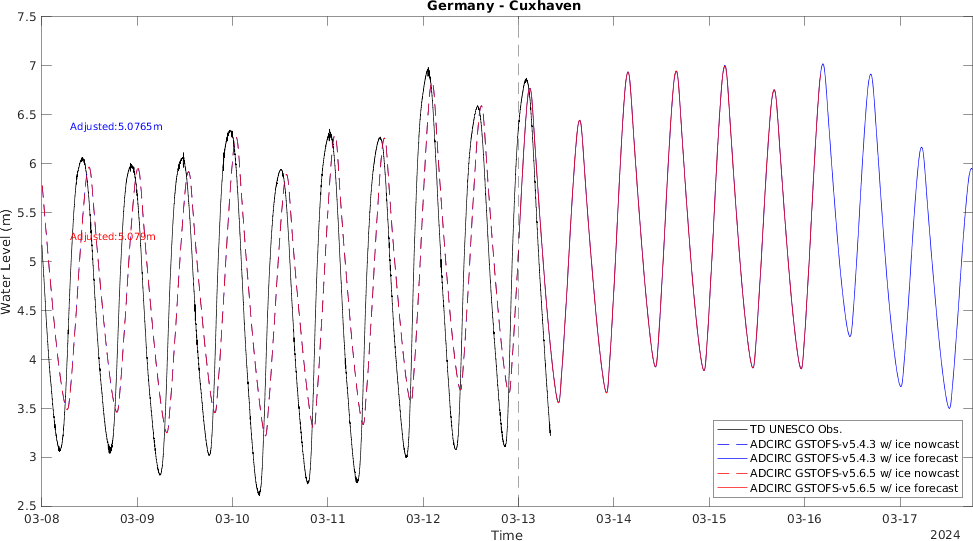 Germany - Cuxhaven
7.5
7
6.5
6
5.5
5
4.5
4
3.5
3
2.5
Water Level (m)
Adjusted:5.0765m
Adjusted:5.079m
TD UNESCO Obs.
ADCIRC GSTOFS-v5.4.3 w/ ice nowcast
ADCIRC GSTOFS-v5.4.3 w/ ice forecast
ADCIRC GSTOFS-v5.6.5 w/ ice nowcast
ADCIRC GSTOFS-v5.6.5 w/ ice forecast
03-08 03-09 03-10 03-11 03-12 03-13 03-14 03-15 03-16 03-17
Time
2024